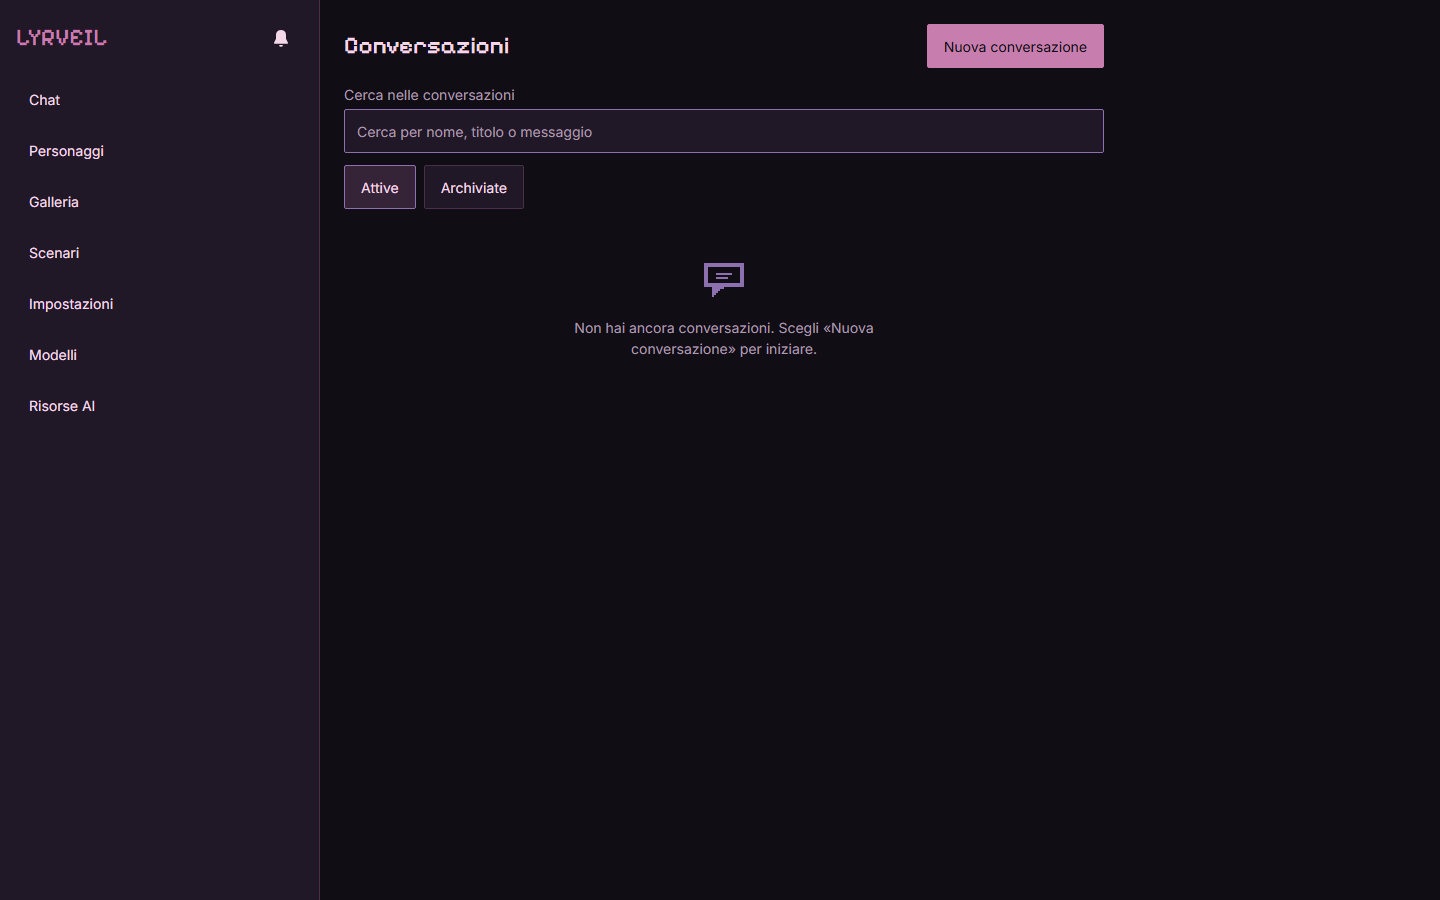 LYRVEIL
Chat
Personaggi
Galleria
Scenari
Impostazioni
Modelli
Risorse AI
Conversazioni
Nuova conversazione
Cerca nelle conversazioni
Cerca per nome, titolo o messaggio
Attive
Archiviate
Non hai ancora conversazioni. Scegli «Nuova
conversazione» per iniziare.